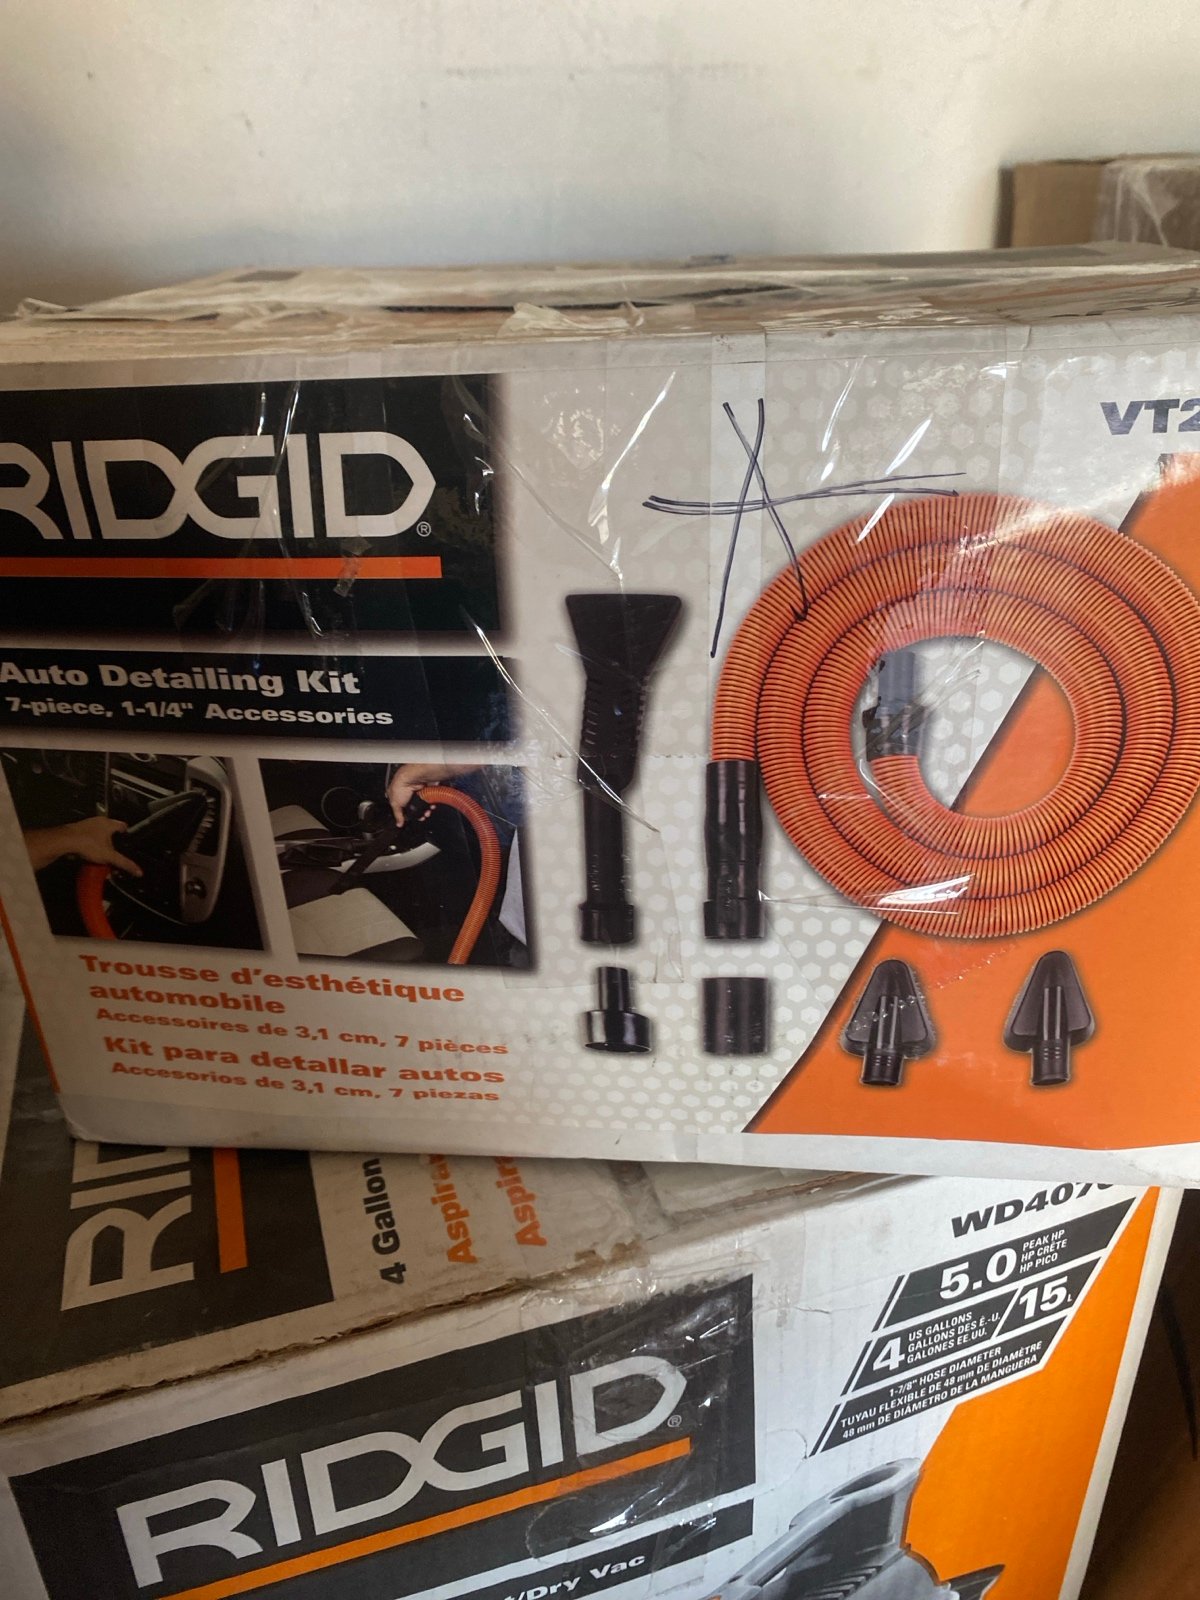 RIDGID®
VT2
Auto Detailing Kit
7-piece, 1-1/4" Accessories
Trousse d'esthétique
automobile
Accessoires de 3,1 cm, 7 pièces
Kit para detallar autos
Accesorios de 3,1 cm, 7 piezas
4 Gallon
WD407
5.0 PEAK HP
HP CRÊTE
HP PICO
4 US GALLONS
GALLONS DES É.-U.
GALONES EE UU.
15L
1-7/8" HOSE DIAMETER
TUYAU FLEXIBLE DE 48 mm DE DIAMÈTRE
48 mm DE DIÁMETRO DE LA MANGUERA
RIDGID®
/Dry Vac